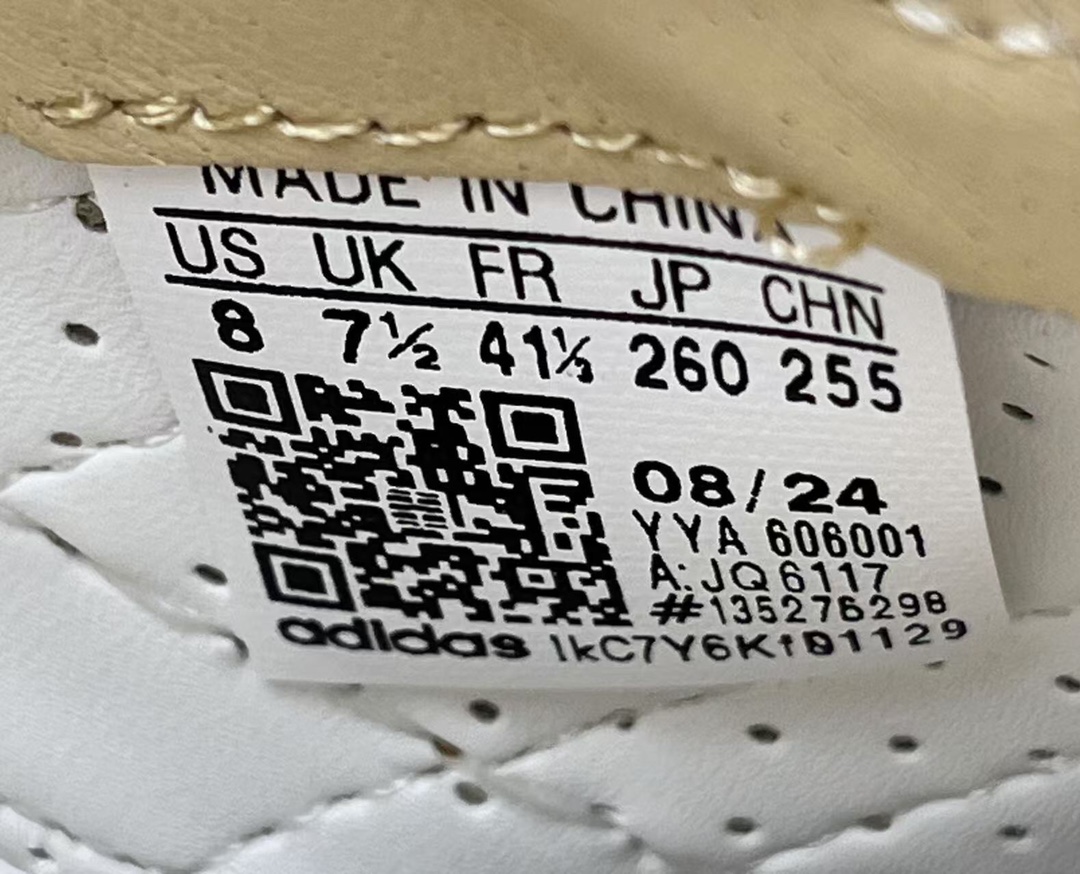 MADE IN CHINA
US UK FR JP CHN
8 7½ 41⅓ 260 255
08/24
YYA 606001
A: JQ6117
#135276298
adidas